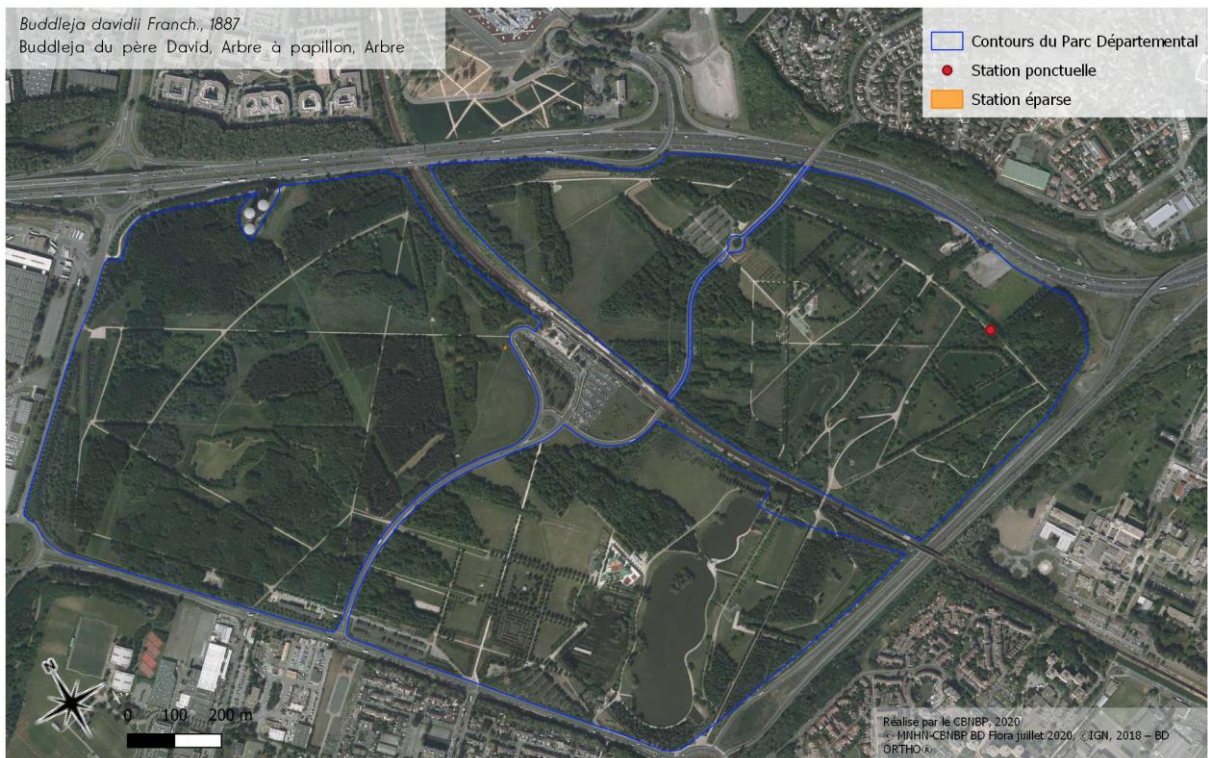 Buddleja davidii Franch., 1887
Buddleja du père David, Arbre à papillon, Arbre
Contours du Parc Départemental
Station ponctuelle
Station éparse
N
0 100 200 m
Réalisé par le CBNBP, 2020
© MNHN-CBNBP BD Flora juillet 2020, ©IGN, 2018 – BD
ORTHO ®